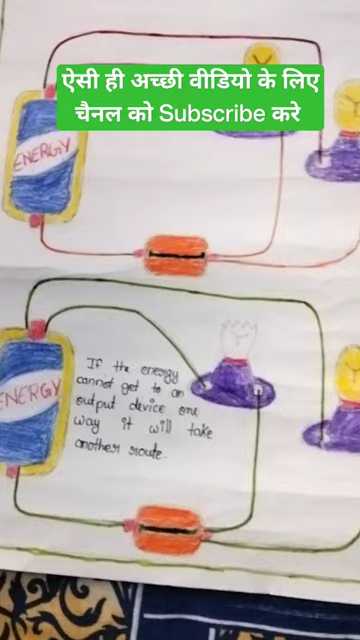 ऐसी ही अच्छी वीडियो के लिए
चैनल को Subscribe करे
ENERGY
ENERGY
If the energy
cannot get to an
output device one
way it will take
another route.